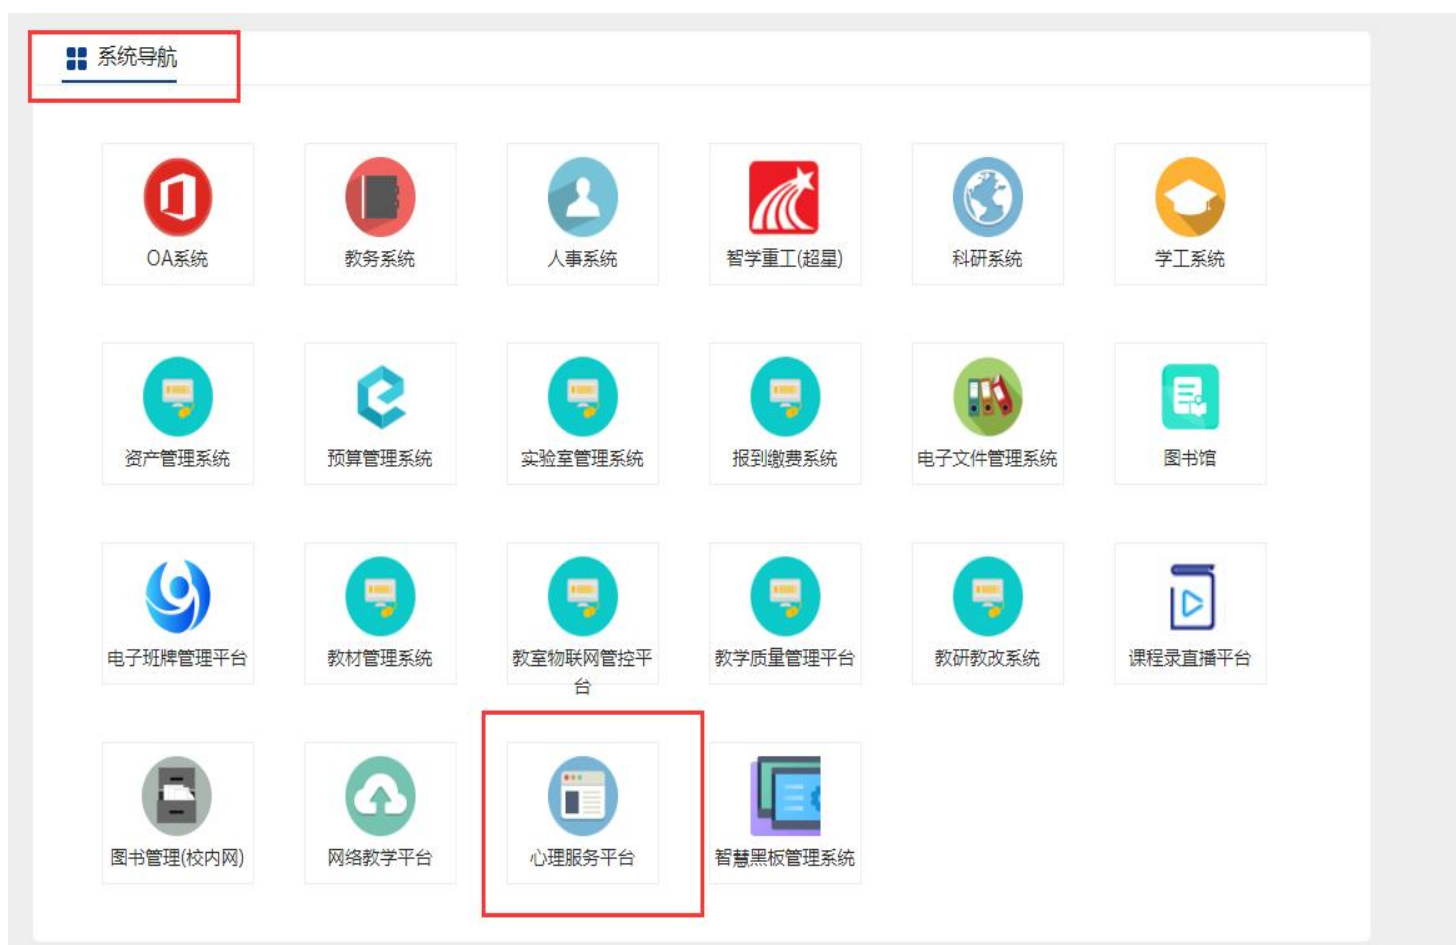 系统导航
OA系统
教务系统
人事系统
智学重工(超星)
科研系统
学工系统
资产管理系统
预算管理系统
实验室管理系统
报到缴费系统
电子文件管理系统
图书馆
电子班牌管理平台
教材管理系统
教室物联网管控平
台
教学质量管理平台
教研教改系统
课程录直播平台
图书管理(校内网)
网络教学平台
心理服务平台
智慧黑板管理系统